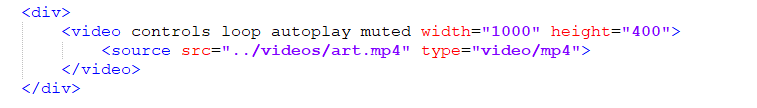 <div>
<video controls loop autoplay muted width="1000" height="400">
<source src="../videos/art.mp4" type="video/mp4">
</video>
</div>